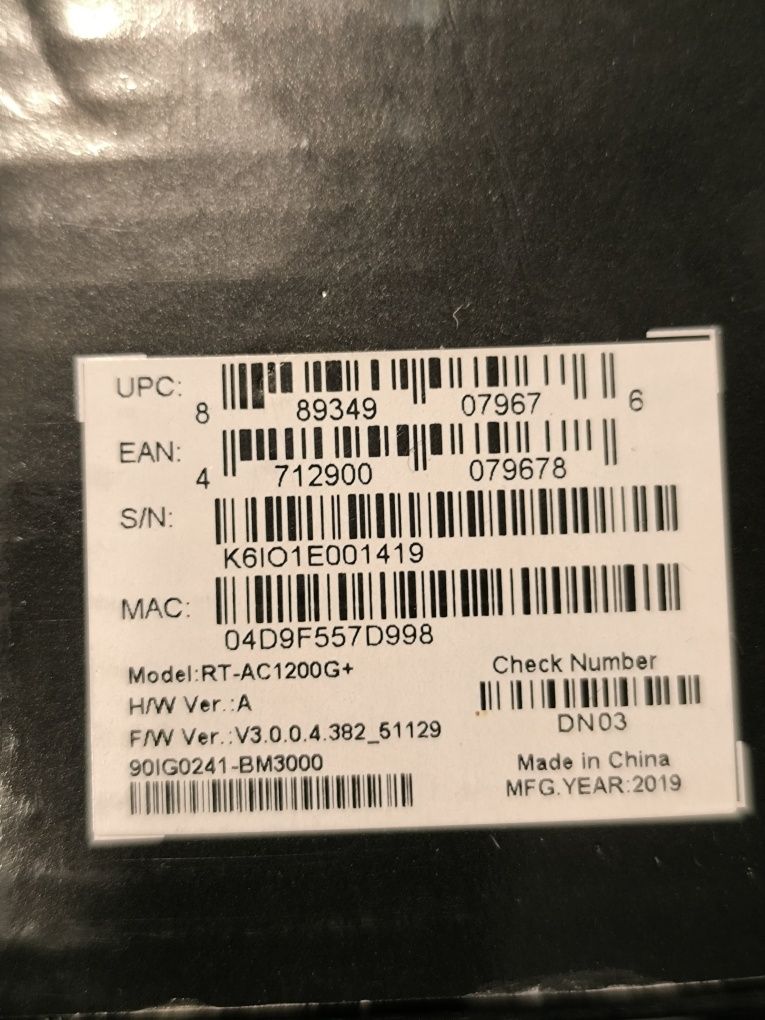 UPC:
8 89349 07967 6
EAN:
4 712900 079678
S/N:
K6IO1E001419
MAC:
04D9F557D998
Model:RT-AC1200G+
H/W Ver.:A
F/W Ver.:V3.0.0.4.382_51129
90IG0241-BM3000
Check Number
DN03
Made in China
MFG.YEAR:2019